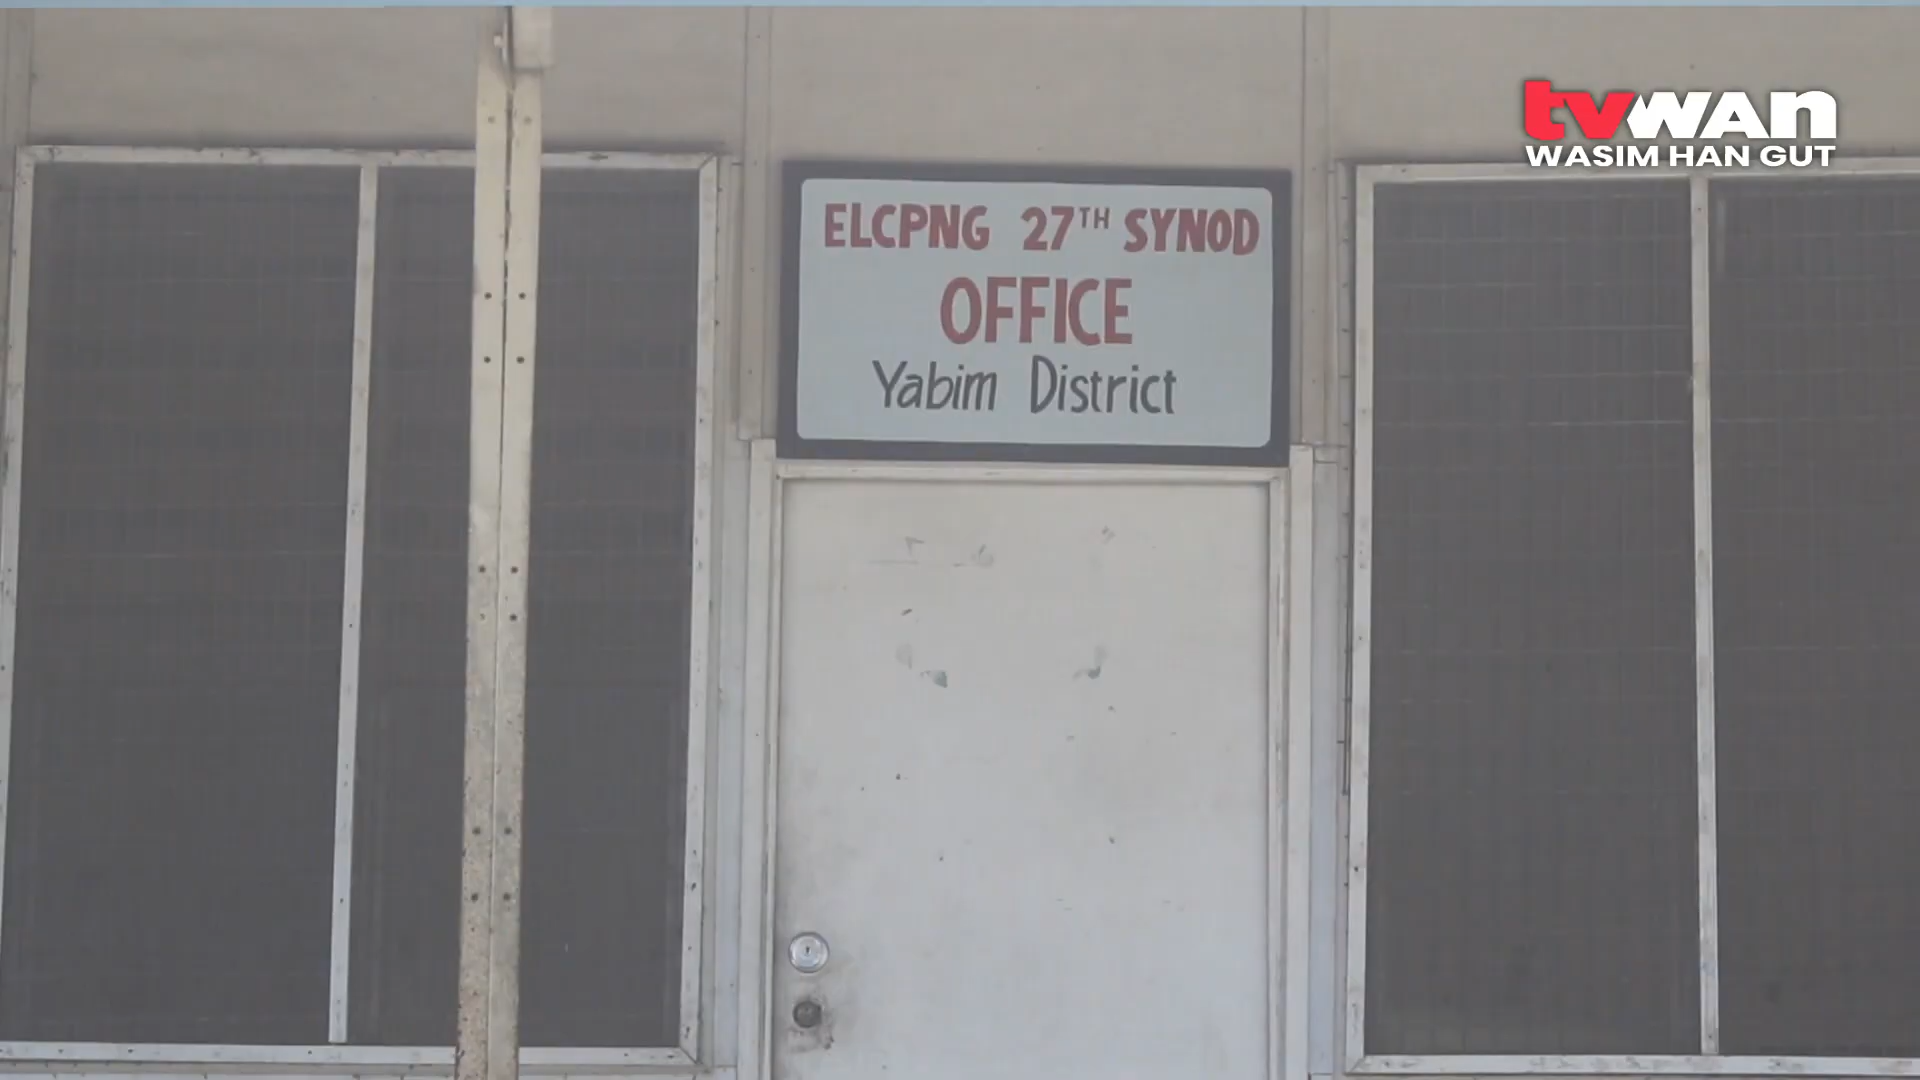 tvwan
WASIM HAN GUT
ELCPNG 27TH SYNOD
OFFICE
Yabim District